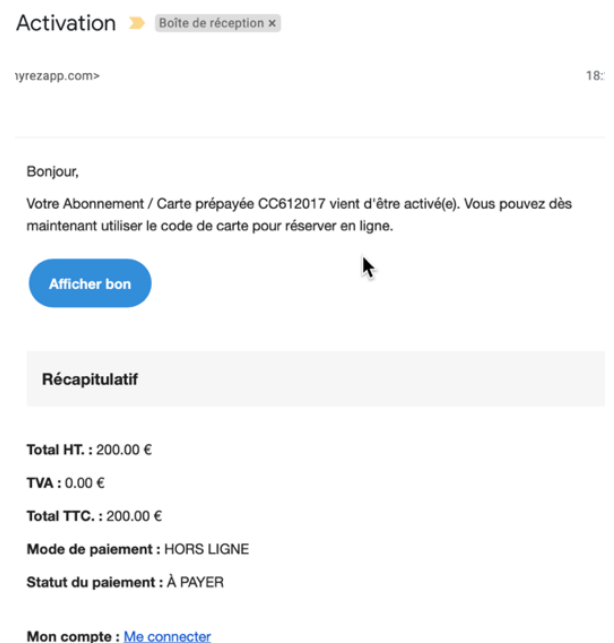 Activation
Boîte de réception ×
yrezapp.com>
Bonjour,
Votre Abonnement / Carte prépayée CC612017 vient d'être activé(e). Vous pouvez dès
maintenant utiliser le code de carte pour réserver en ligne.
Afficher bon
Récapitulatif
Total HT. : 200.00 €
TVA : 0.00 €
Total TTC. : 200.00 €
Mode de paiement : HORS LIGNE
Statut du paiement : À PAYER
Mon compte : Me connecter